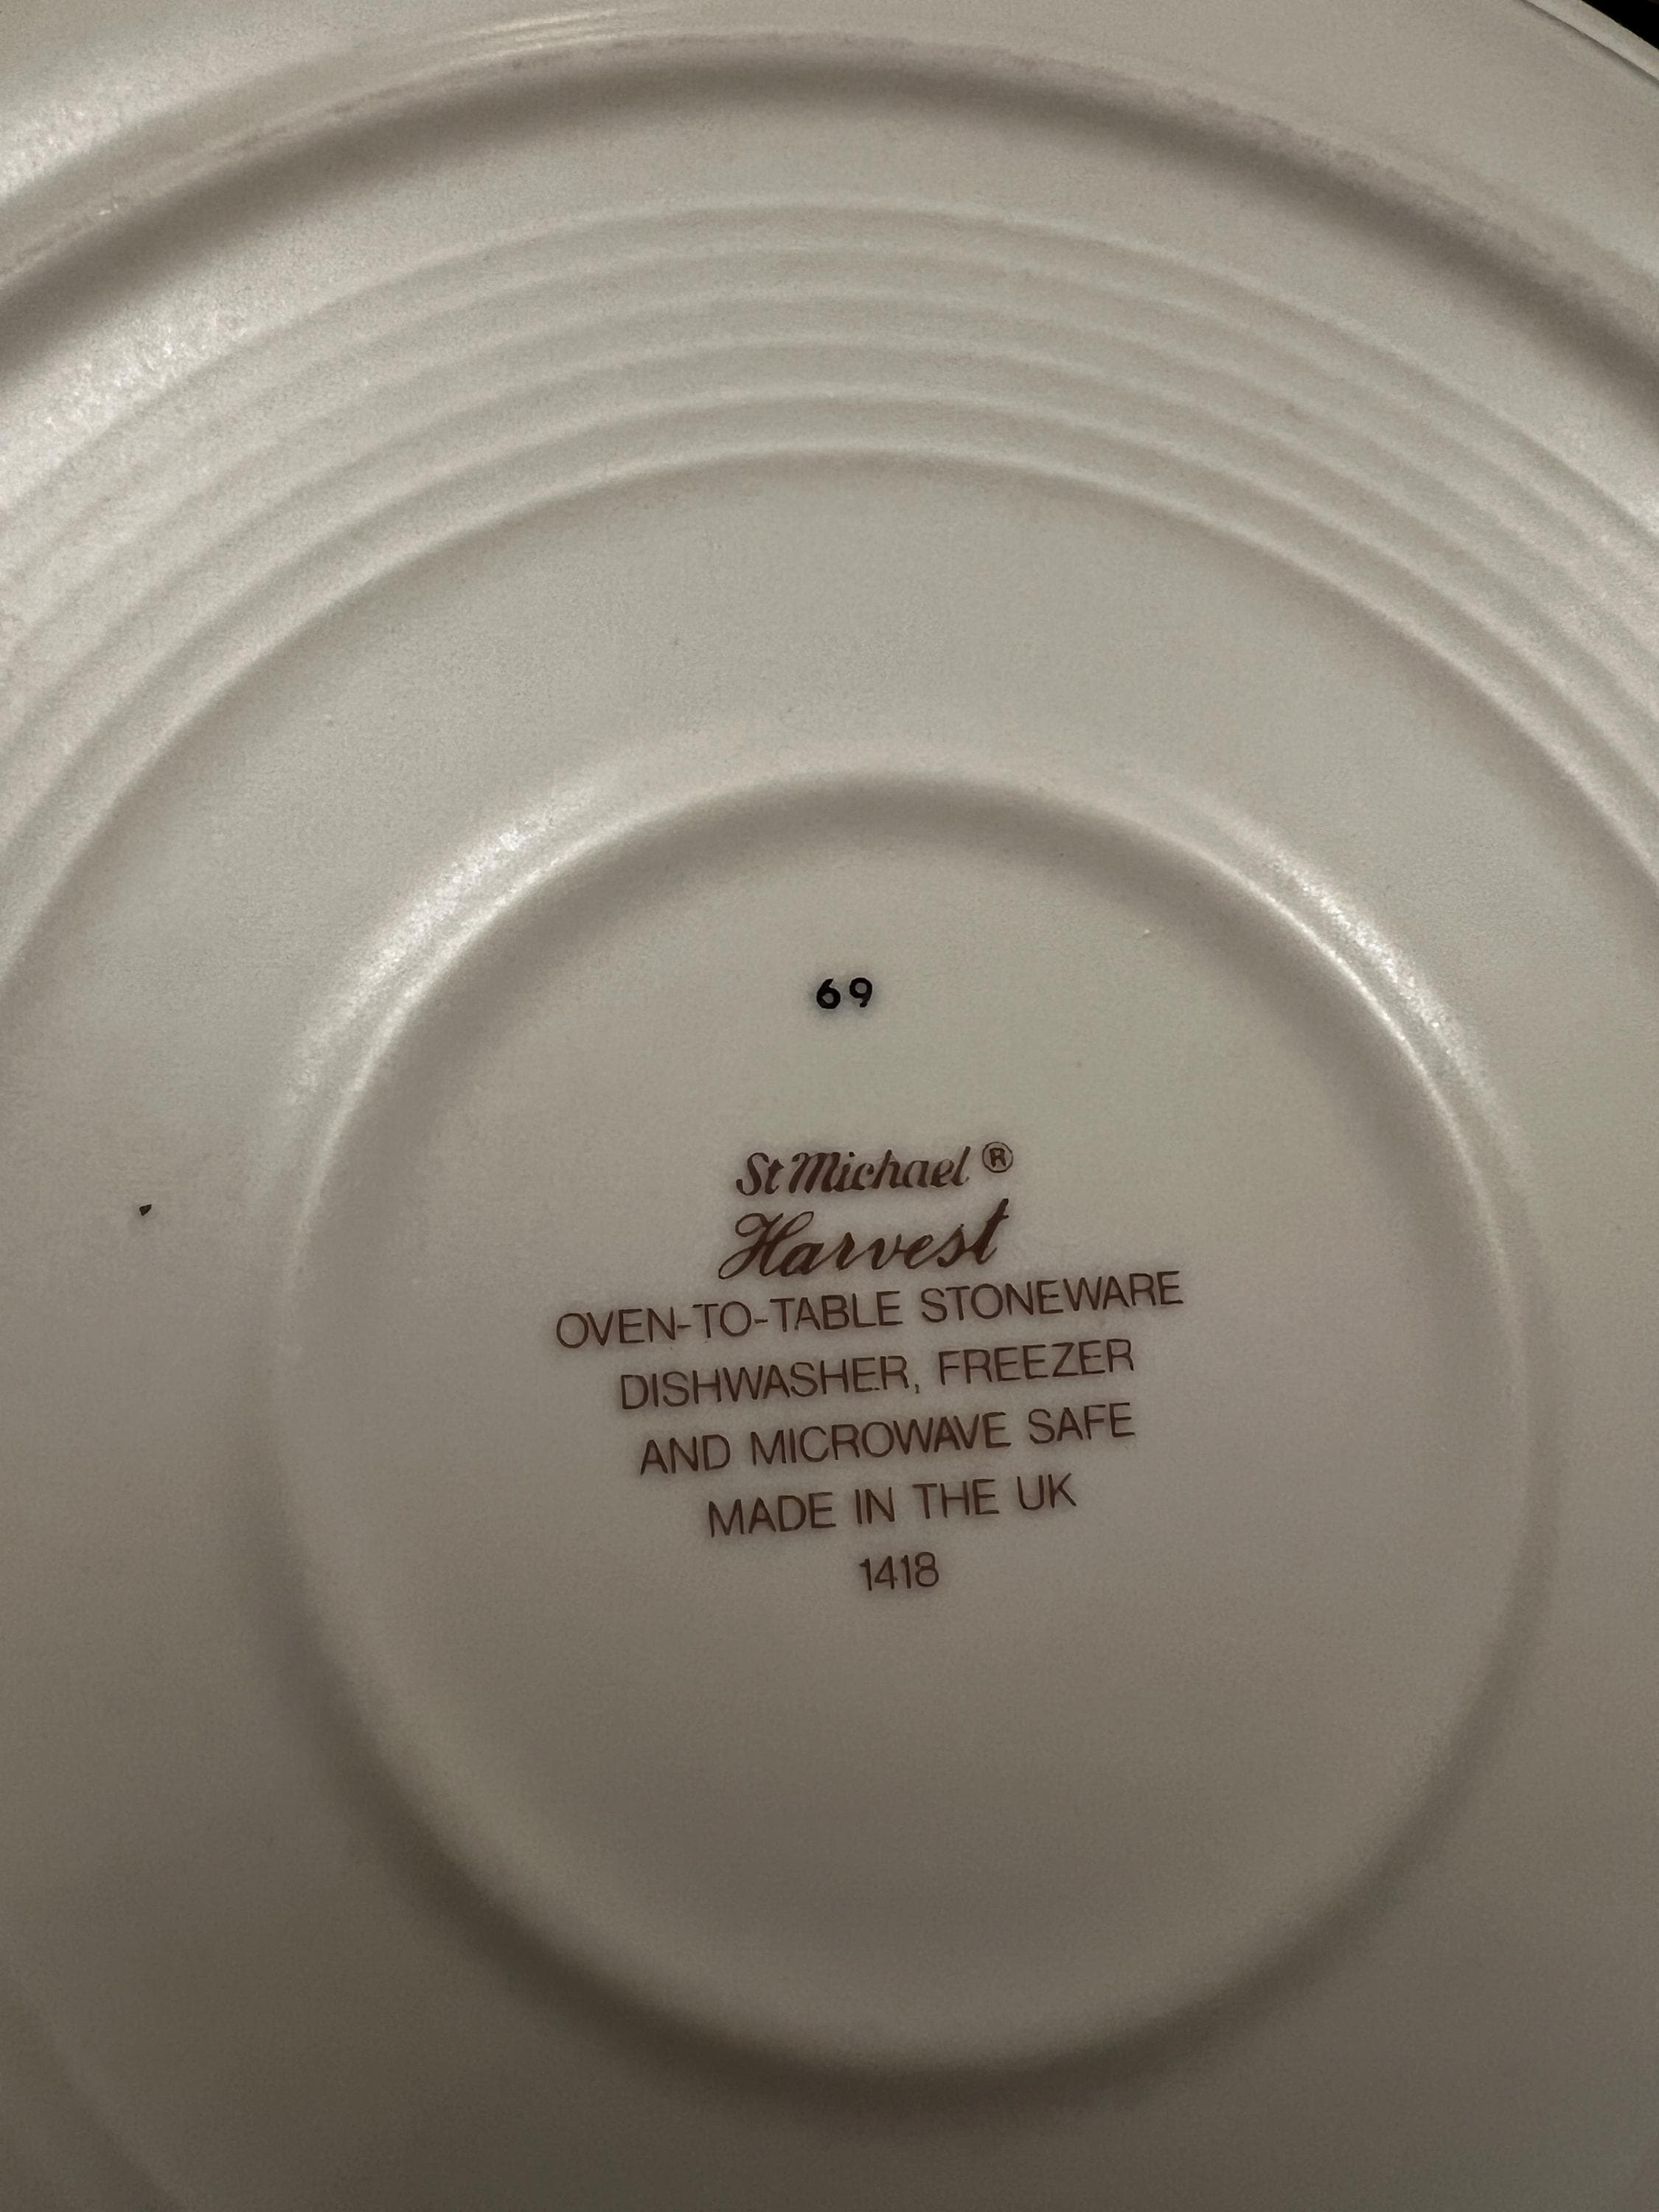 69
St Michael ®
Harvest
OVEN-TO-TABLE STONEWARE
DISHWASHER, FREEZER
AND MICROWAVE SAFE
MADE IN THE UK
1418